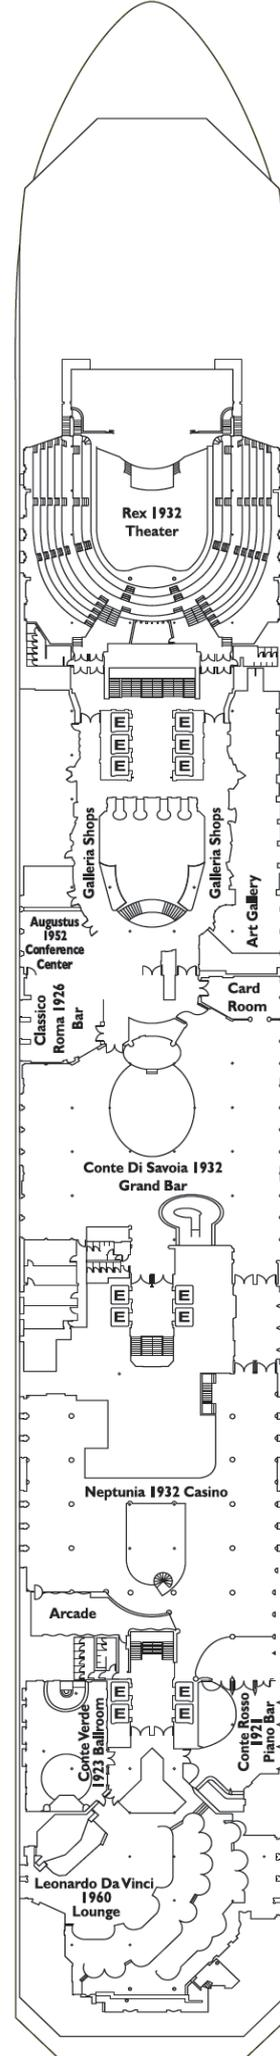 Rex 1932
Theater
E E
E E
E E
Galleria Shops
Galleria Shops
Art Gallery
Augustus
1952
Conference
Center
Classico
Roma 1926
Bar
Card
Room
Conte Di Savoia 1932
Grand Bar
E E
E E
Neptunia 1932 Casino
Arcade
E E
E E
Conte Verde
1923 Ballroom
Conte Rosso
1921
Piano Bar
Leonardo Da Vinci
1960
Lounge